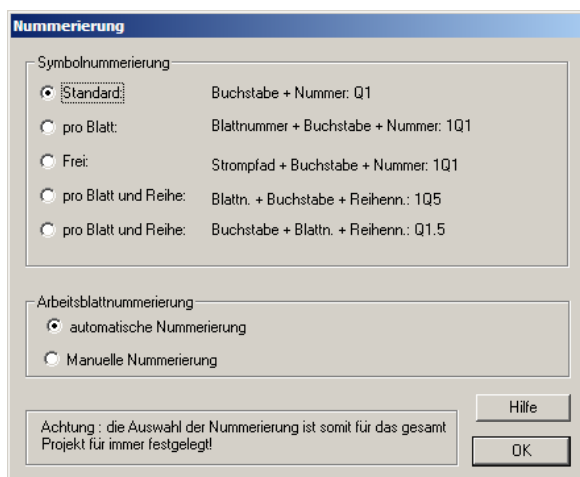 Nummerierung
Symbolnummerierung
Standard: Buchstabe + Nummer: Q1
pro Blatt: Blattnummer + Buchstabe + Nummer: 1Q1
Frei: Strompfad + Buchstabe + Nummer: 1Q1
pro Blatt und Reihe: Blattn. + Buchstabe + Reihenn.: 1Q5
pro Blatt und Reihe: Buchstabe + Blattn. + Reihenn.: Q1.5
Arbeitsblattnummerierung
automatische Nummerierung
Manuelle Nummerierung
Achtung : die Auswahl der Nummerierung ist somit für das gesamt
Projekt für immer festgelegt!
Hilfe
OK